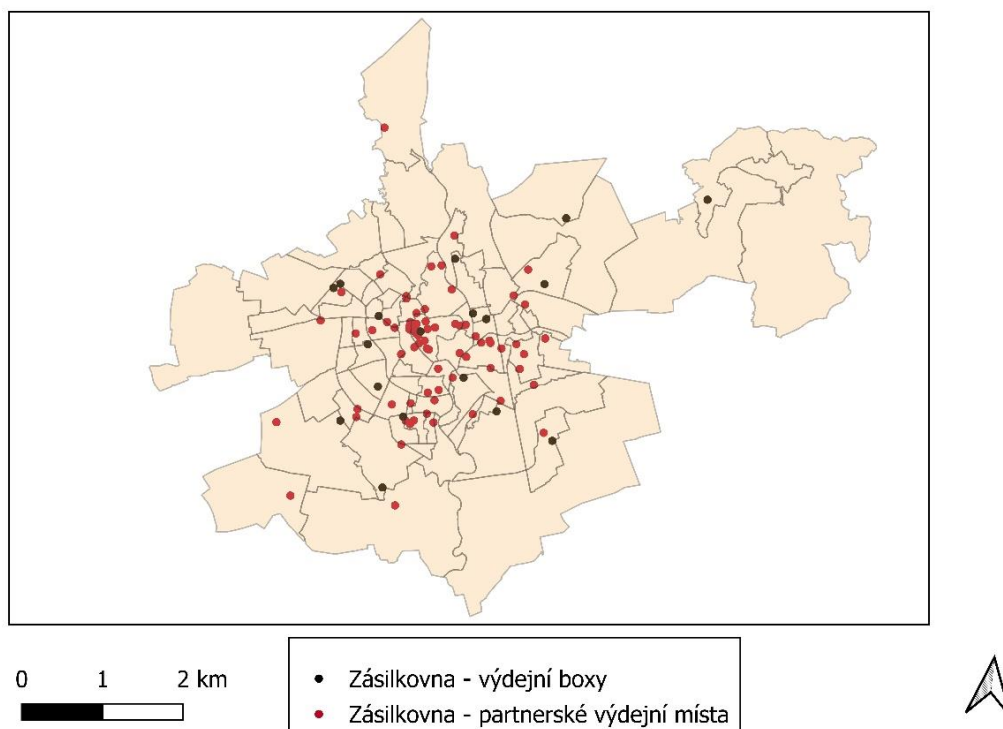 0 1 2 km
Zásilkovna - výdejní boxy
Zásilkovna - partnerské výdejní místa